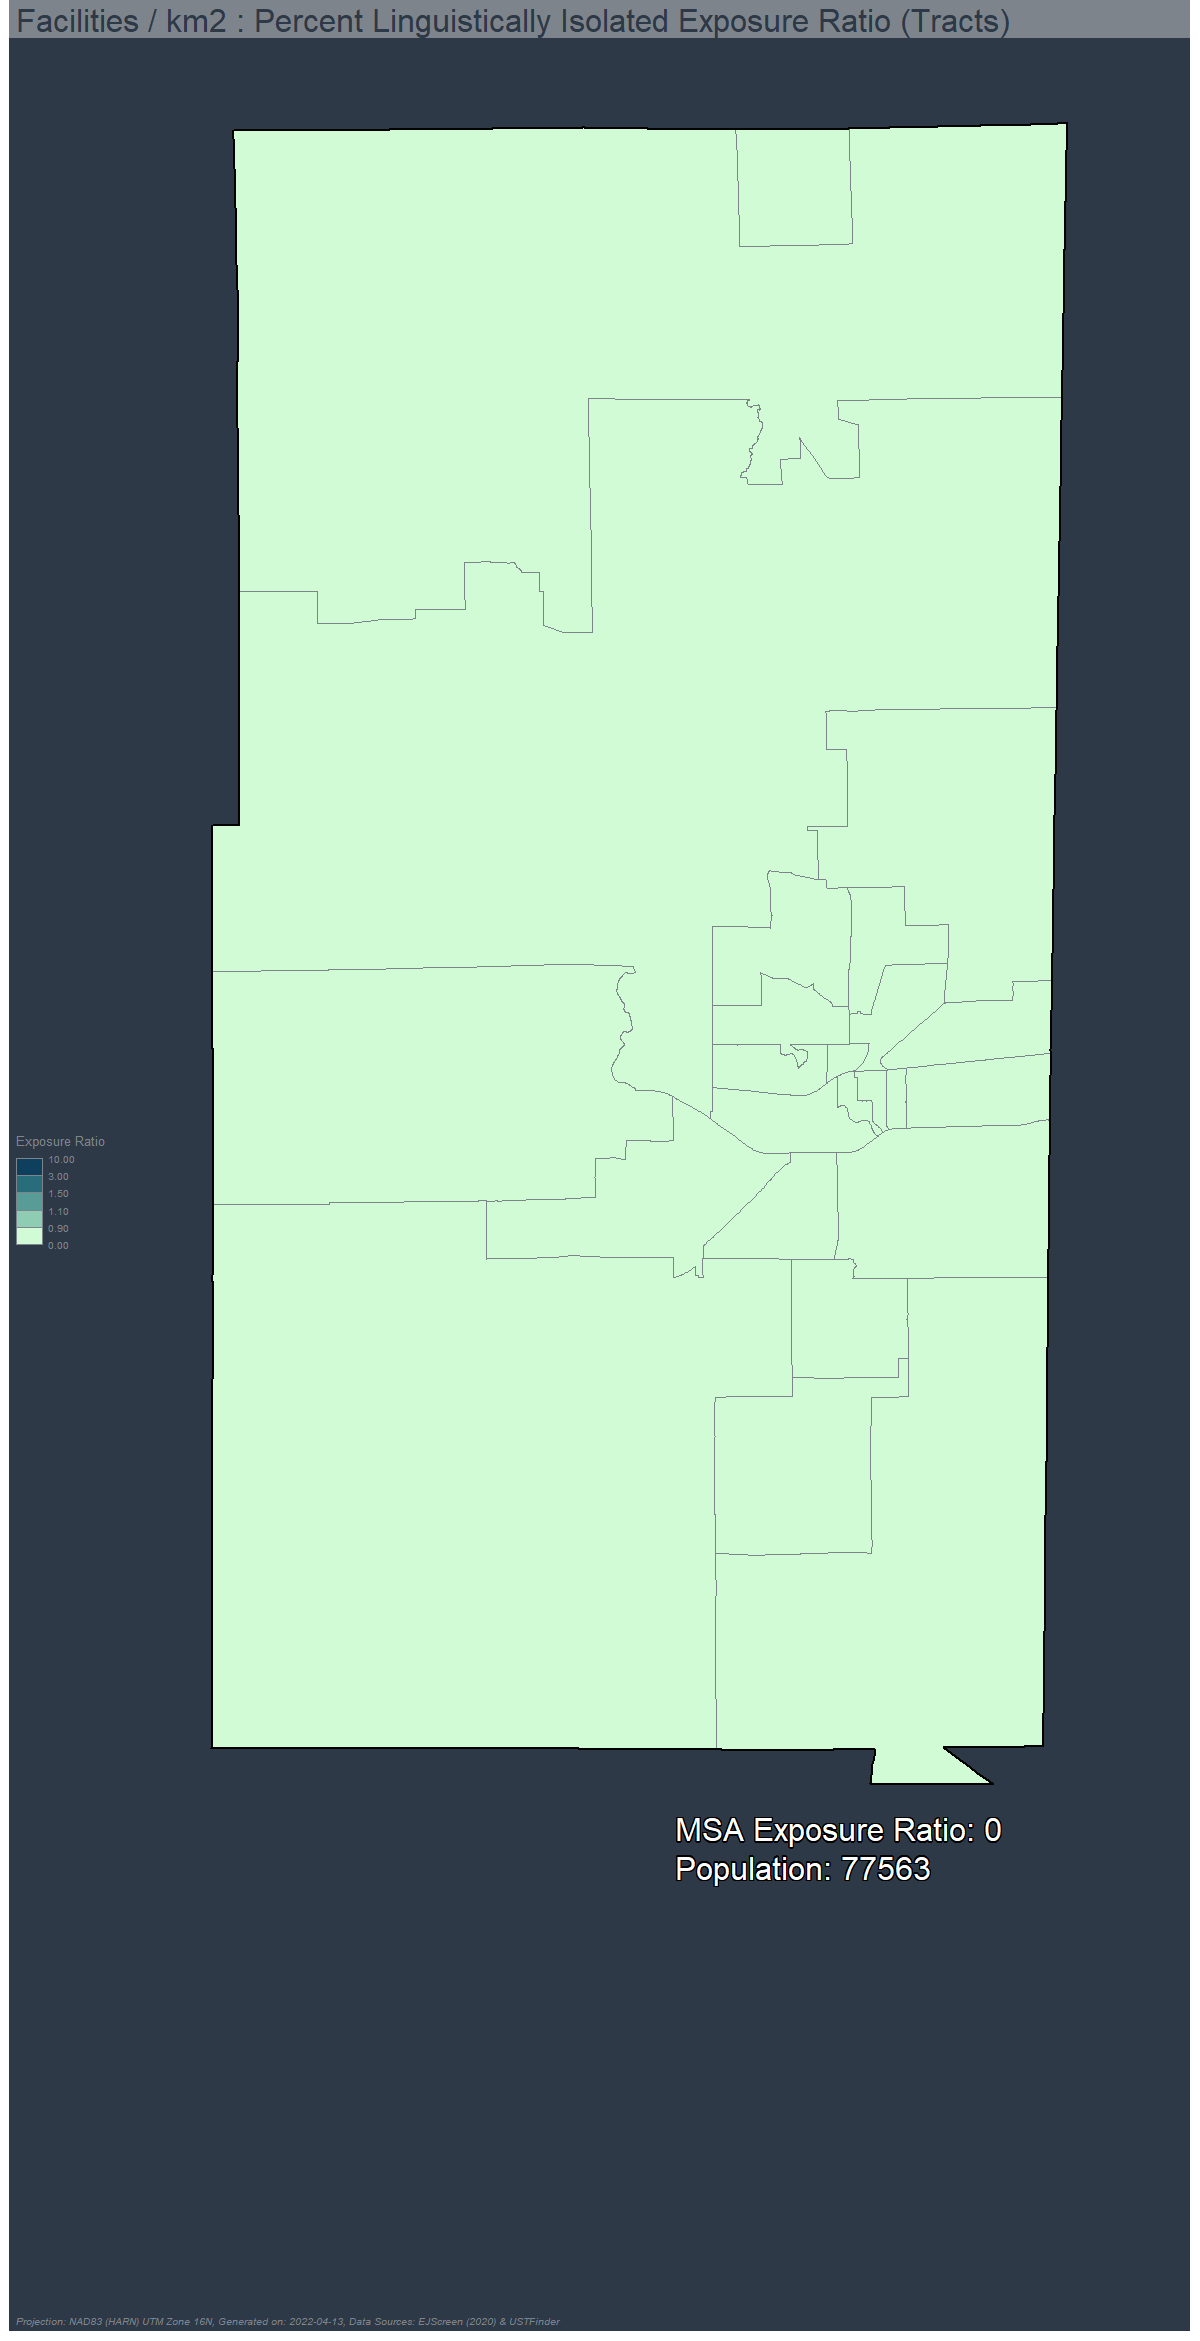 Facilities / km2 : Percent Linguistically Isolated Exposure Ratio (Tracts)
Exposure Ratio
10.00
3.00
1.50
1.10
0.90
0.00
MSA Exposure Ratio: 0
Population: 77563
Projection: NAD83 (HARN) UTM Zone 16N, Generated on: 2022-04-13, Data Sources: EJScreen (2020) & USTFinder